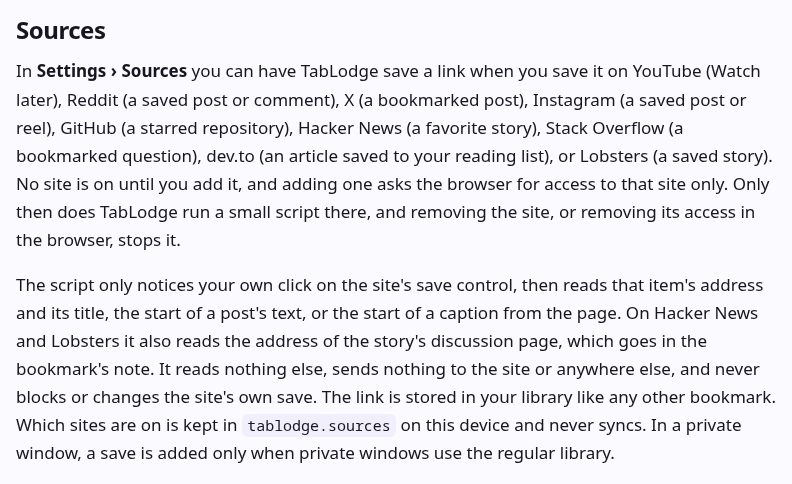 Sources
In Settings › Sources you can have TabLodge save a link when you save it on YouTube (Watch
later), Reddit (a saved post or comment), X (a bookmarked post), Instagram (a saved post or
reel), GitHub (a starred repository), Hacker News (a favorite story), Stack Overflow (a
bookmarked question), dev.to (an article saved to your reading list), or Lobsters (a saved story).
No site is on until you add it, and adding one asks the browser for access to that site only. Only
then does TabLodge run a small script there, and removing the site, or removing its access in
the browser, stops it.
The script only notices your own click on the site's save control, then reads that item's address
and its title, the start of a post's text, or the start of a caption from the page. On Hacker News
and Lobsters it also reads the address of the story's discussion page, which goes in the
bookmark's note. It reads nothing else, sends nothing to the site or anywhere else, and never
blocks or changes the site's own save. The link is stored in your library like any other bookmark.
Which sites are on is kept in tablodge.sources on this device and never syncs. In a private
window, a save is added only when private windows use the regular library.